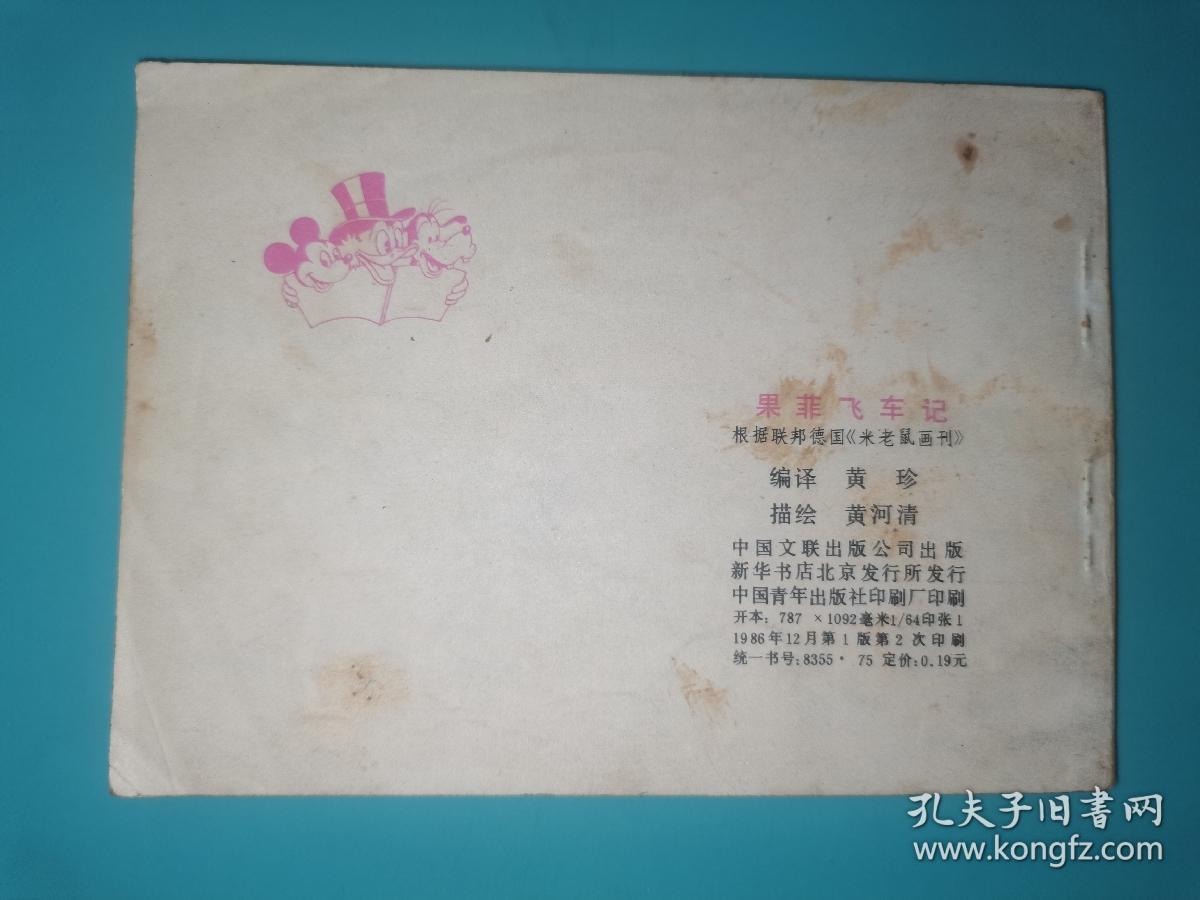 果菲飞车记
根据联邦德国《米老鼠画刊》
编译 黄 珍
描绘 黄河清
中国文联出版公司出版
新华书店北京发行所发行
中国青年出版社印刷厂印刷
开本: 787 × 1092毫米1/64印张1
1986年12月第1版第2次印刷
统一书号:8355·75 定价:0.19元
孔夫子旧书网
www.kongfz.com